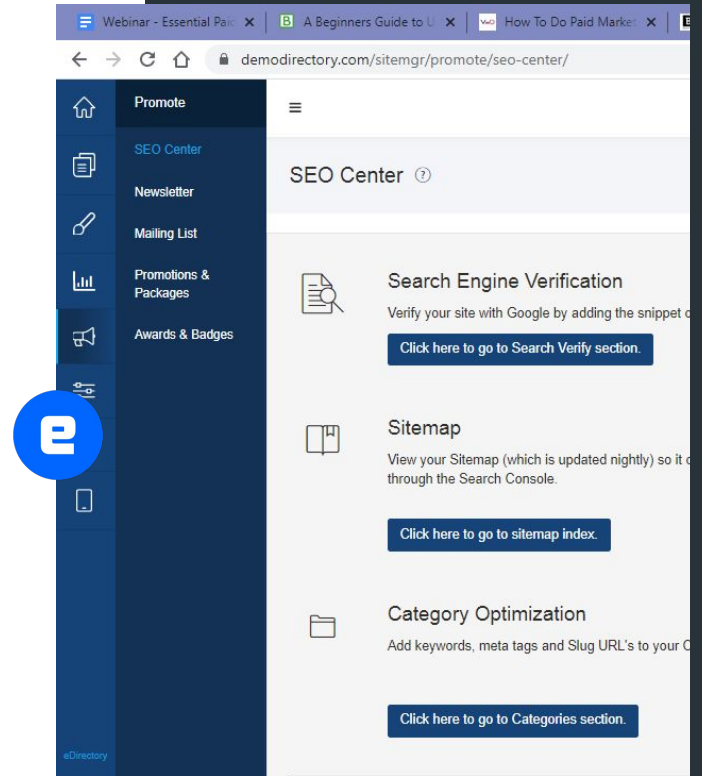 Webinar - Essential Paid
A Beginners Guide to U
How To Do Paid Market
demodirectory.com/sitemgr/promote/seo-center/
Promote
SEO Center
Newsletter
Mailing List
Promotions &
Packages
Awards & Badges
eDirectory
SEO Center
Search Engine Verification
Verify your site with Google by adding the snippet
Click here to go to Search Verify section.
Sitemap
View your Sitemap (which is updated nightly) so it
through the Search Console.
Click here to go to sitemap index.
Category Optimization
Add keywords, meta tags and Slug URL's to your
Click here to go to Categories section.
e